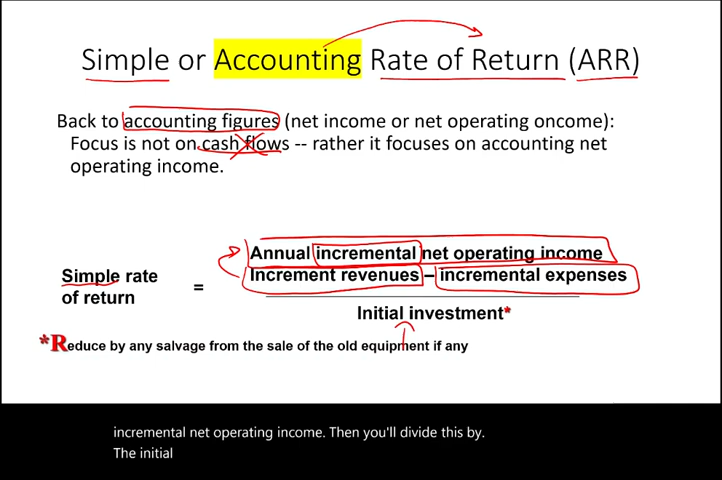 Simple or Accounting Rate of Return (ARR)
Back to accounting figures (net income or net operating oncome):
Focus is not on cash flows -- rather it focuses on accounting net
operating income.
Annual incremental net operating income
Simple rate
of return
=
Increment revenues – incremental expenses
Initial investment*
*Reduce by any salvage from the sale of the old equipment if any
incremental net operating income. Then you'll divide this by.
The initial